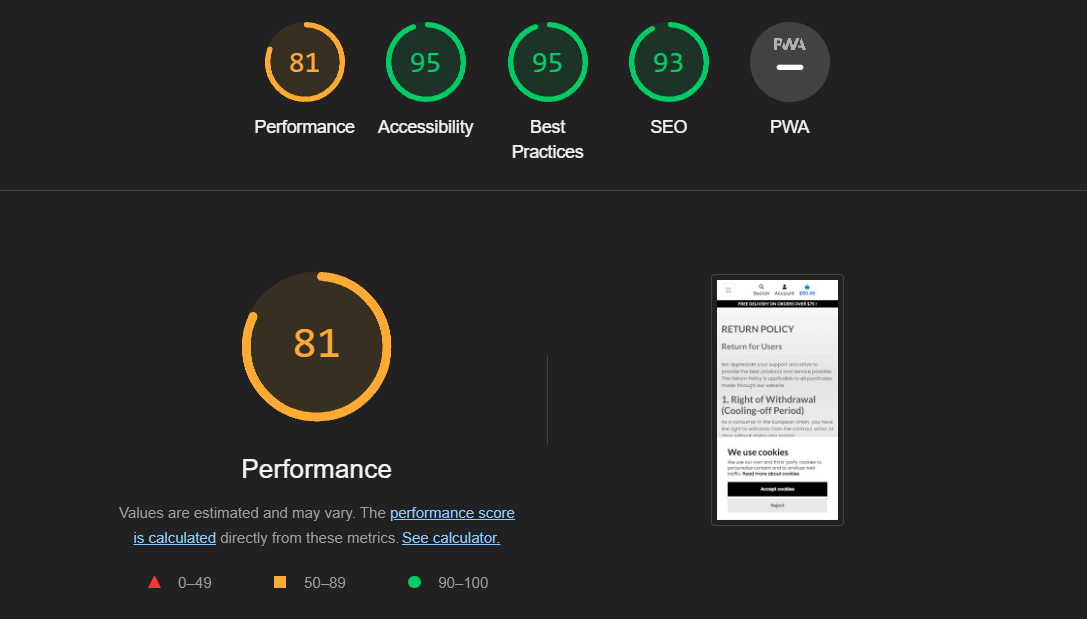 81
95
95
93
PWA
Performance
Accessibility
Best
Practices
SEO
PWA
81
Performance
Values are estimated and may vary. The performance score
is calculated directly from these metrics. See calculator.
0–49
50–89
90–100
Search Account $90.49
FREE DELIVERY ON ORDERS OVER $75 !
RETURN POLICY
Return for Users
We appreciate your support and strive to
provide the best products and service possible.
This Return Policy is applicable to all purchases
made through our website.
1. Right of Withdrawal
(Cooling-off Period)
As a consumer in the European Union, you have
the right to withdraw from the contract within 14
days without giving any reason.
We use cookies
We use our own and third-party cookies to
personalize content and to analyze web
traffic. Read more about cookies
Accept cookies
Reject